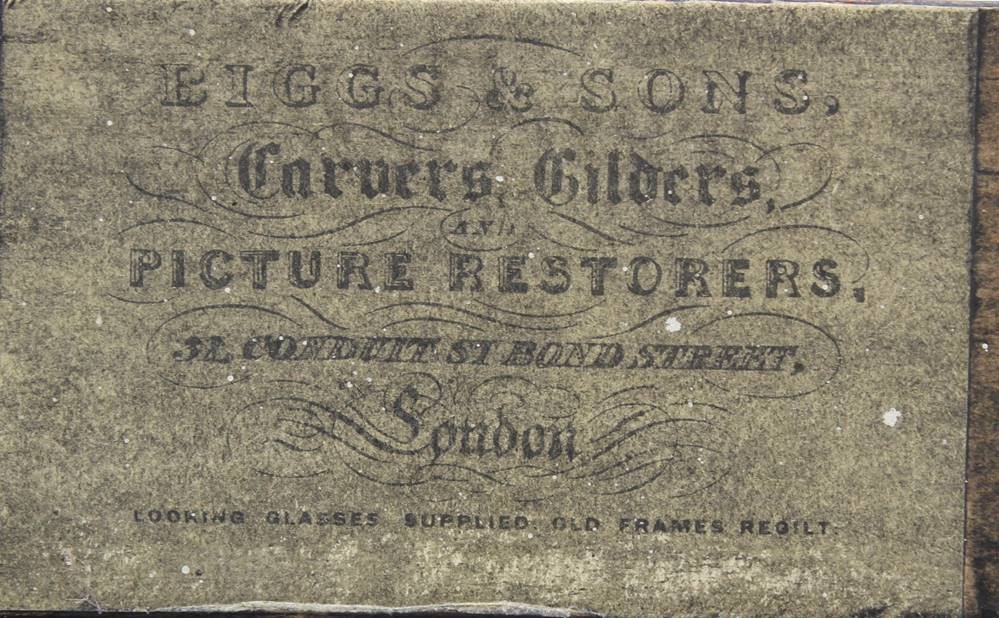 BIGGS & SONS,
Carvers, Gilders,
AND
PICTURE RESTORERS,
31, CONDUIT ST BOND STREET,
London
LOOKING GLASSES SUPPLIED. OLD FRAMES REGILT.